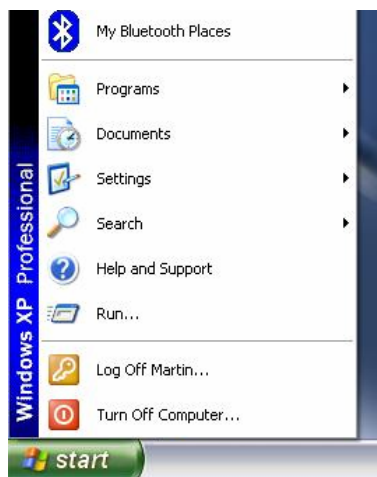 My Bluetooth Places
Programs
Documents
Settings
Search
Help and Support
Run...
Log Off Martin...
Turn Off Computer...
Windows XP Professional
start